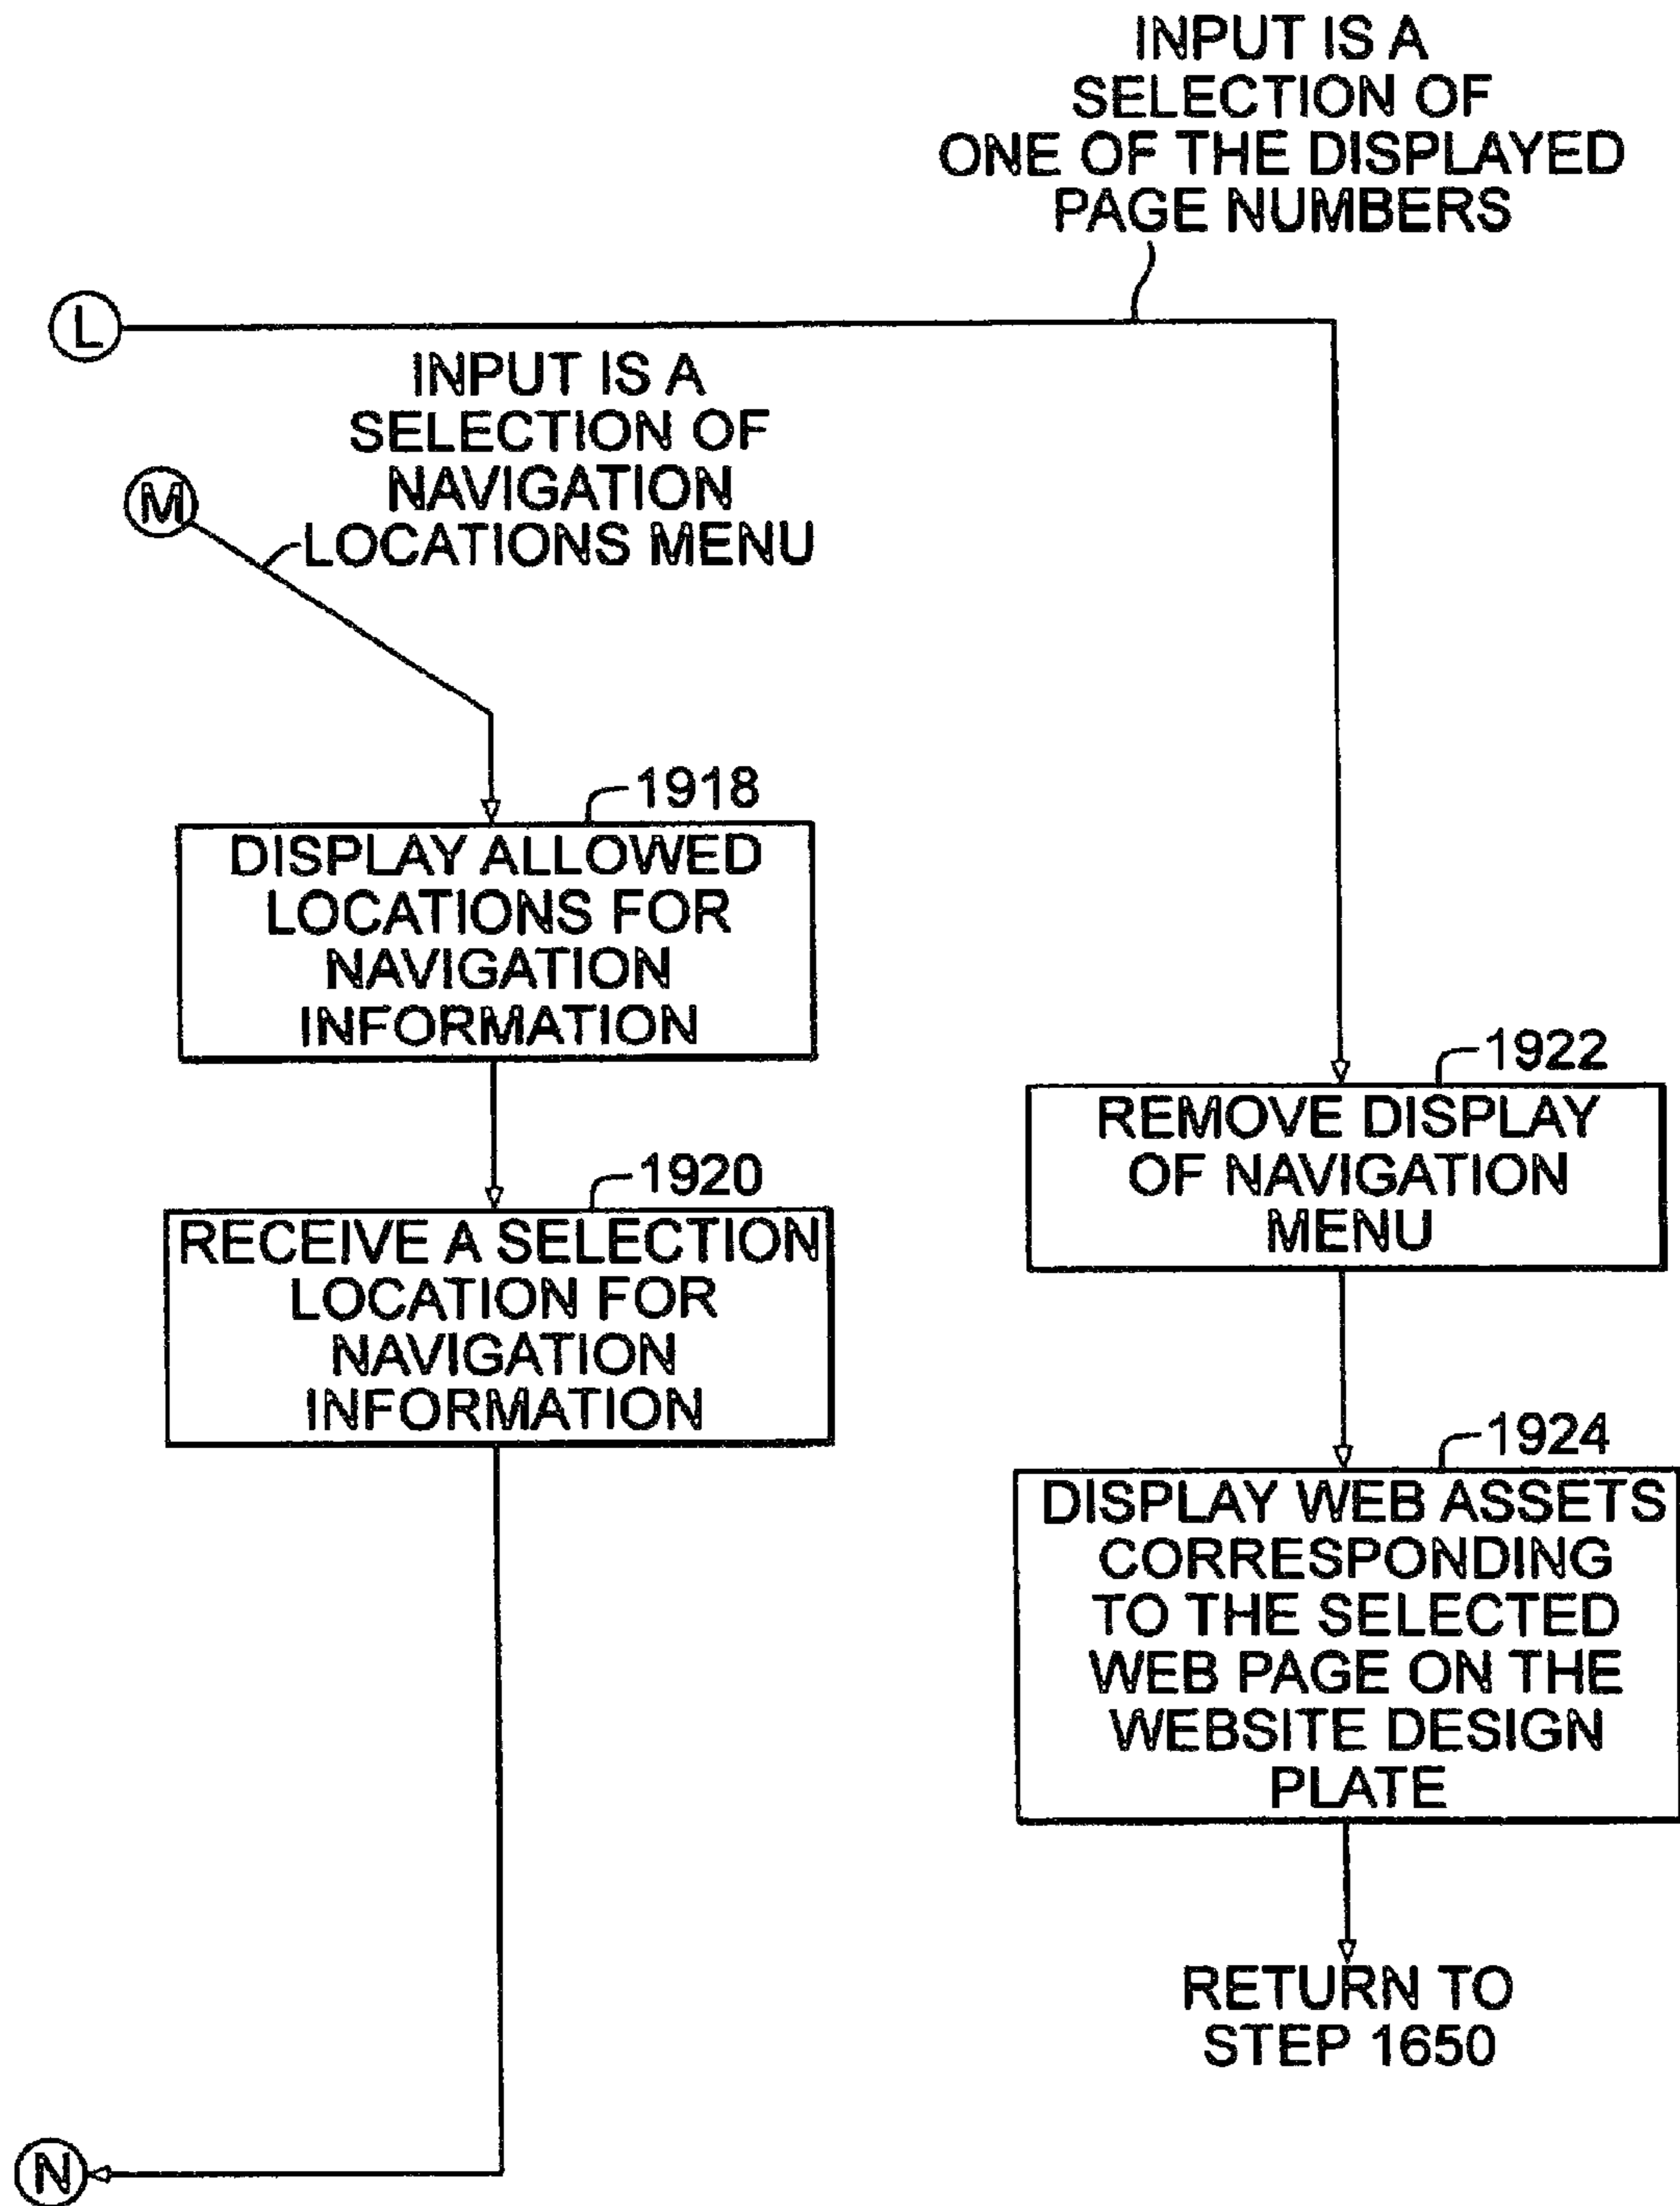 INPUT IS A
SELECTION OF
ONE OF THE DISPLAYED
PAGE NUMBERS
L
INPUT IS A
SELECTION OF
NAVIGATION
LOCATIONS MENU
M
1918
DISPLAY ALLOWED
LOCATIONS FOR
NAVIGATION
INFORMATION
1920
RECEIVE A SELECTION
LOCATION FOR
NAVIGATION
INFORMATION
N
1922
REMOVE DISPLAY
OF NAVIGATION
MENU
1924
DISPLAY WEB ASSETS
CORRESPONDING
TO THE SELECTED
WEB PAGE ON THE
WEBSITE DESIGN
PLATE
RETURN TO
STEP 1650